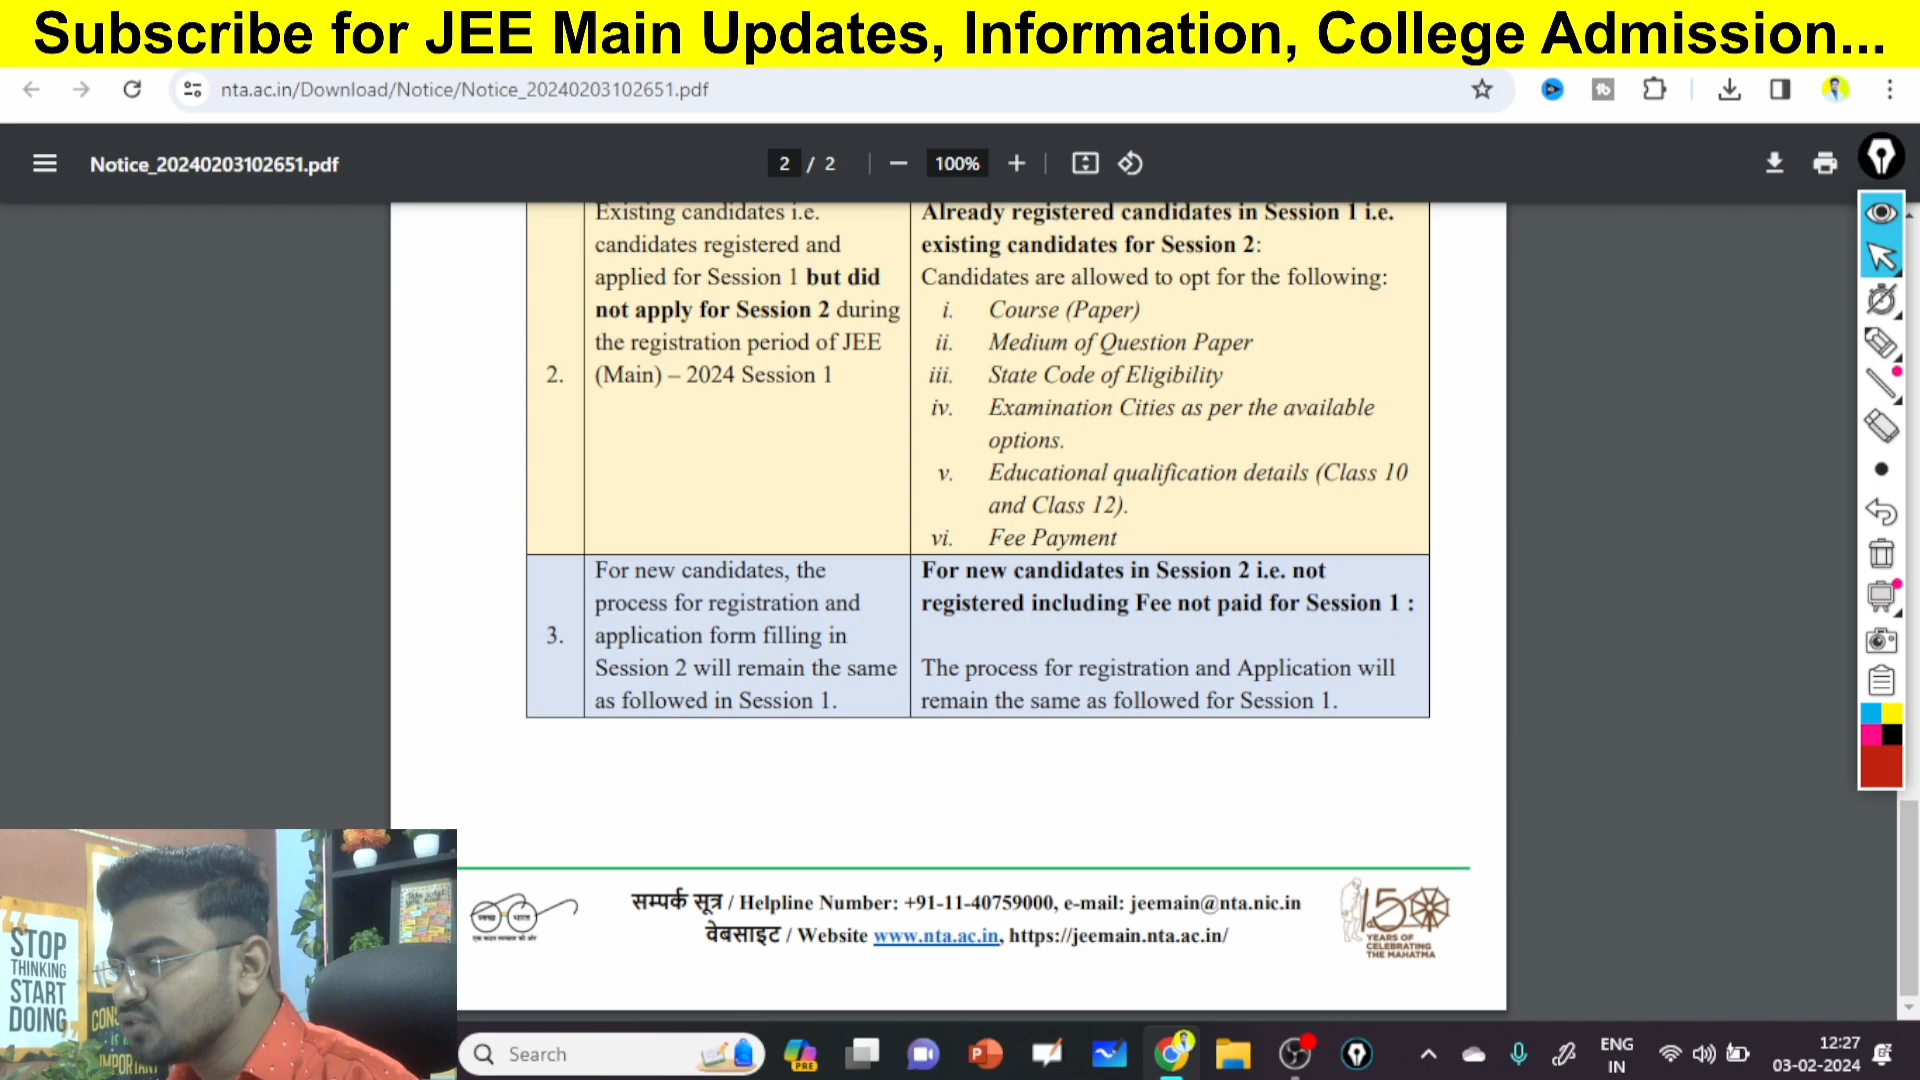 Subscribe for JEE Main Updates, Information, College Admission...
nta.ac.in/Download/Notice/Notice_20240203102651.pdf
Notice_20240203102651.pdf
2 / 2
100%
Existing candidates i.e.
candidates registered and
applied for Session 1 but did
not apply for Session 2 during
the registration period of JEE
2. (Main) – 2024 Session 1
Already registered candidates in Session 1 i.e.
existing candidates for Session 2:
Candidates are allowed to opt for the following:
i. Course (Paper)
ii. Medium of Question Paper
iii. State Code of Eligibility
iv. Examination Cities as per the available
options.
v. Educational qualification details (Class 10
and Class 12).
vi. Fee Payment
For new candidates, the
process for registration and
3. application form filling in
Session 2 will remain the same
as followed in Session 1.
For new candidates in Session 2 i.e. not
registered including Fee not paid for Session 1 :
The process for registration and Application will
remain the same as followed for Session 1.
स्वच्छ भारत
एक कदम स्वच्छता की ओर
सम्पर्क सूत्र / Helpline Number: +91-11-40759000, e-mail: jeemain@nta.nic.in
वेबसाइट / Website www.nta.ac.in, https://jeemain.nta.ac.in/
150
YEARS OF
CELEBRATING
THE MAHATMA
STOP
THINKING
START
DOING
IS
Search
PRE
ENG
IN
12:27
03-02-2024